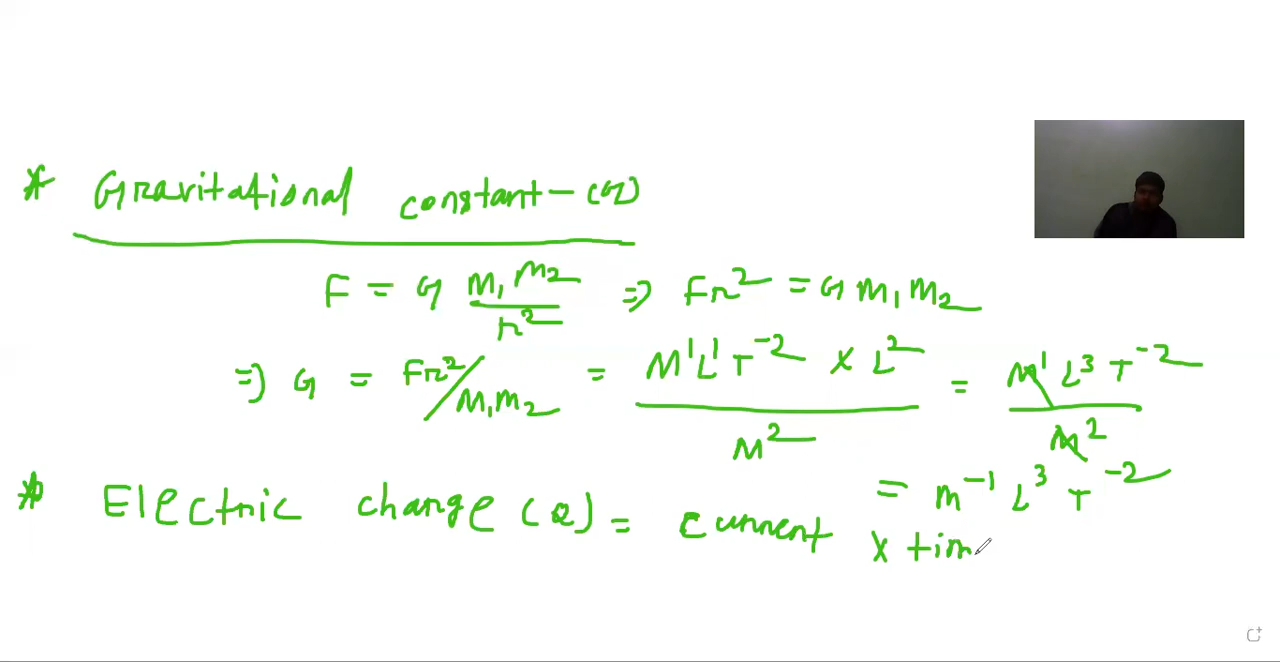 * Gravitational constant - (G)
F = G m₁m₂/r² ⇒ Fr² = G m₁m₂
⇒ G = Fr²/m₁m₂ = M¹L¹T⁻² × L²/M² = M¹L³T⁻²/M²
= M⁻¹L³T⁻²
* Electric charge (Q) = current
× tim